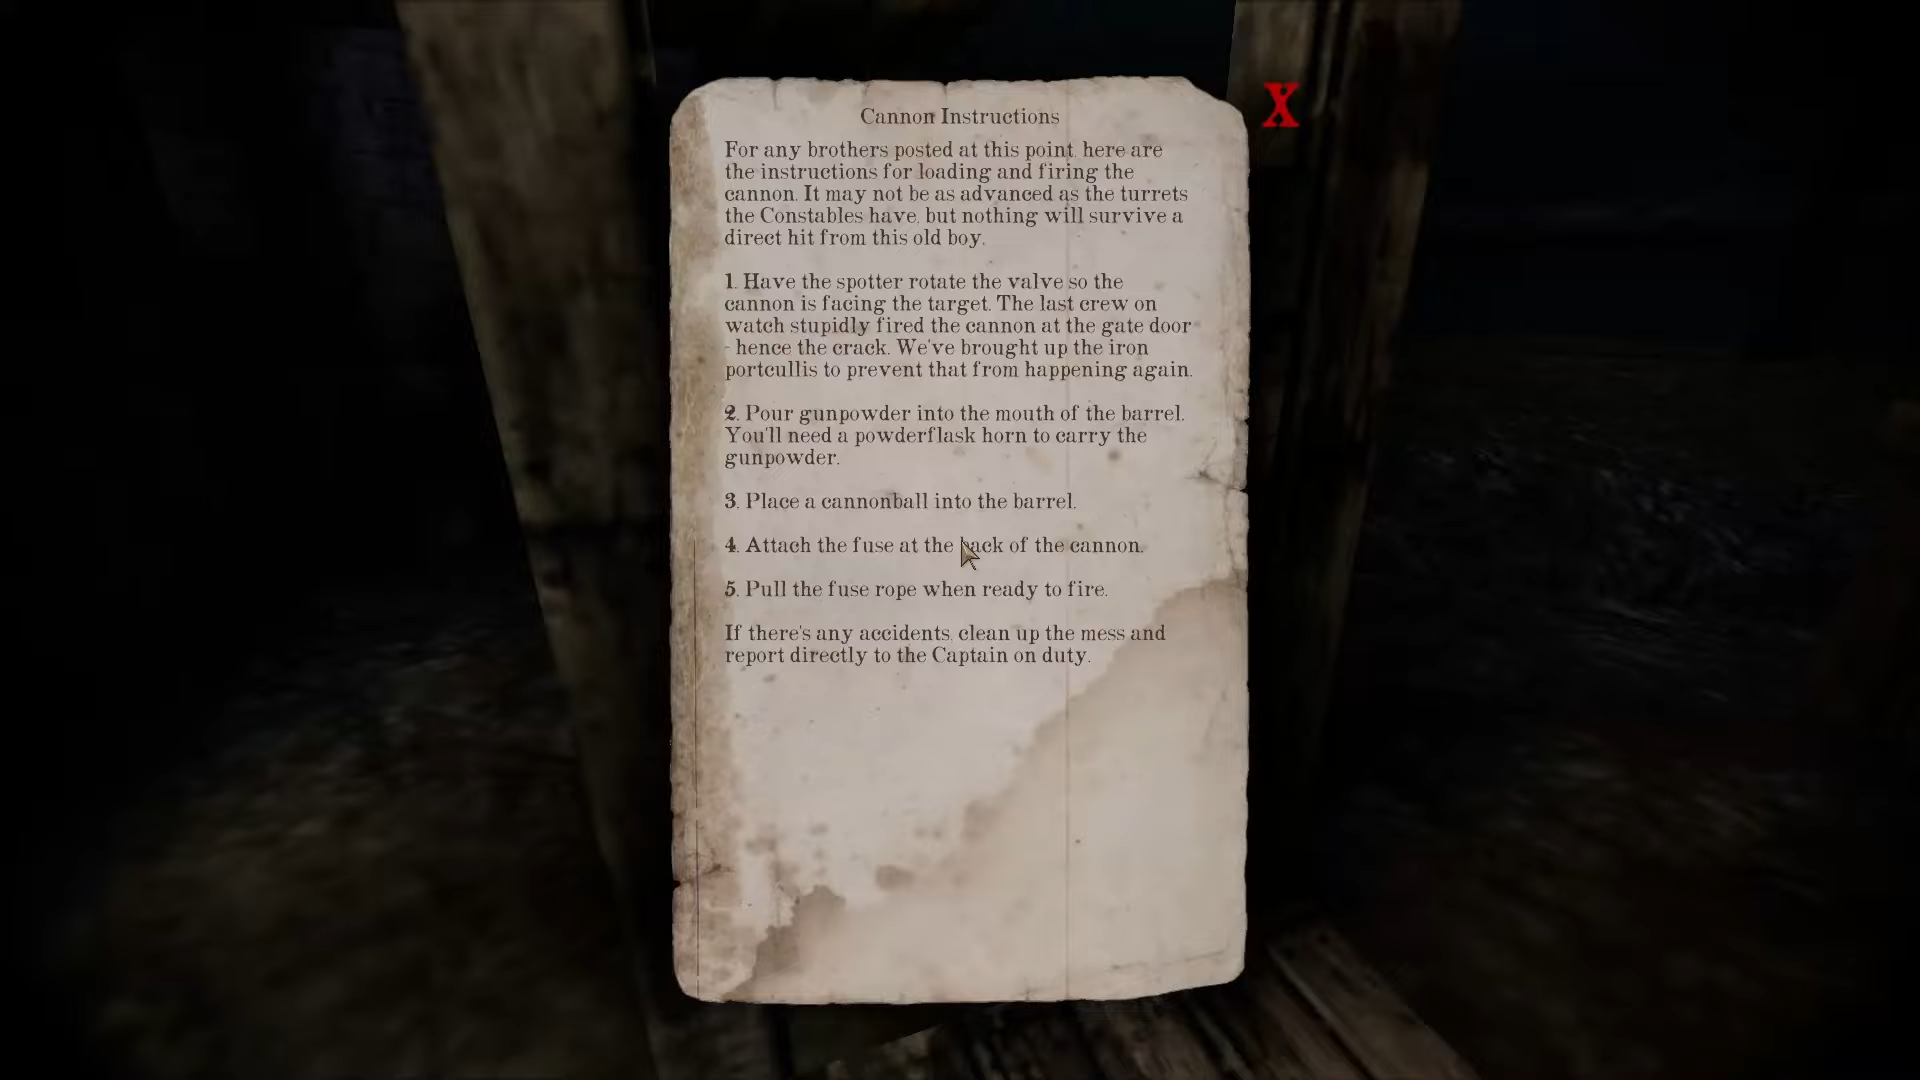 X
Cannon Instructions
For any brothers posted at this point, here are
the instructions for loading and firing the
cannon. It may not be as advanced as the turrets
the Constables have, but nothing will survive a
direct hit from this old boy.
1. Have the spotter rotate the valve so the
cannon is facing the target. The last crew on
watch stupidly fired the cannon at the gate door
- hence the crack. We've brought up the iron
portcullis to prevent that from happening again.
2. Pour gunpowder into the mouth of the barrel.
You'll need a powderflask horn to carry the
gunpowder.
3. Place a cannonball into the barrel.
4. Attach the fuse at the back of the cannon.
5. Pull the fuse rope when ready to fire.
If there's any accidents, clean up the mess and
report directly to the Captain on duty.